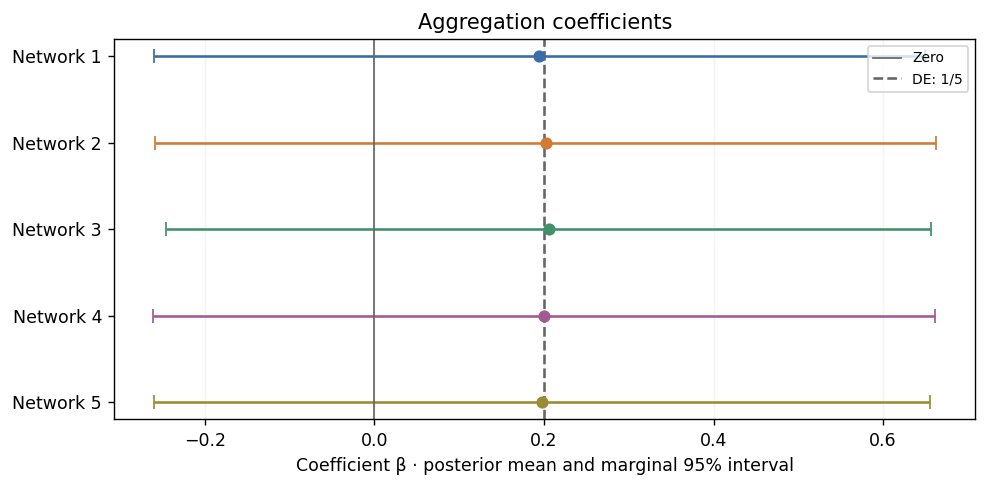 Aggregation coefficients
Network 1
Network 2
Network 3
Network 4
Network 5
Zero
DE: 1/5
−0.2 0.0 0.2 0.4 0.6
Coefficient β · posterior mean and marginal 95% interval